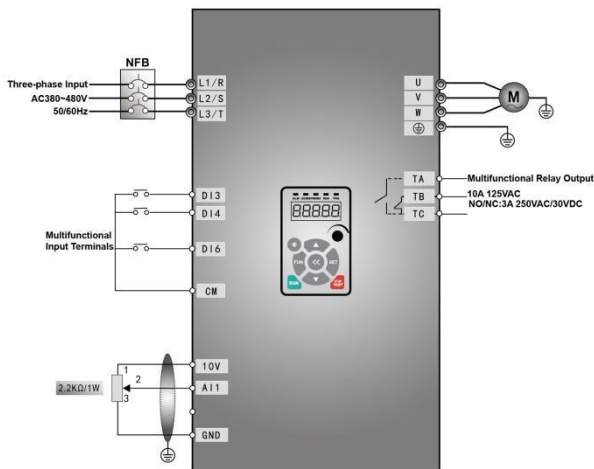 NFB
Three-phase Input
AC380~480V
50/60Hz
L1/R
L2/S
L3/T
U
V
W
M
TA
TB
TC
Multifunctional Relay Output
10A 125VAC
NO/NC:3A 250VAC/30VDC
DI3
DI4
DI6
CM
Multifunctional
Input Terminals
88888
FUN
<<
SET
RUN
STOP
RESET
10V
AI1
GND
1
2
3
2.2KΩ/1W